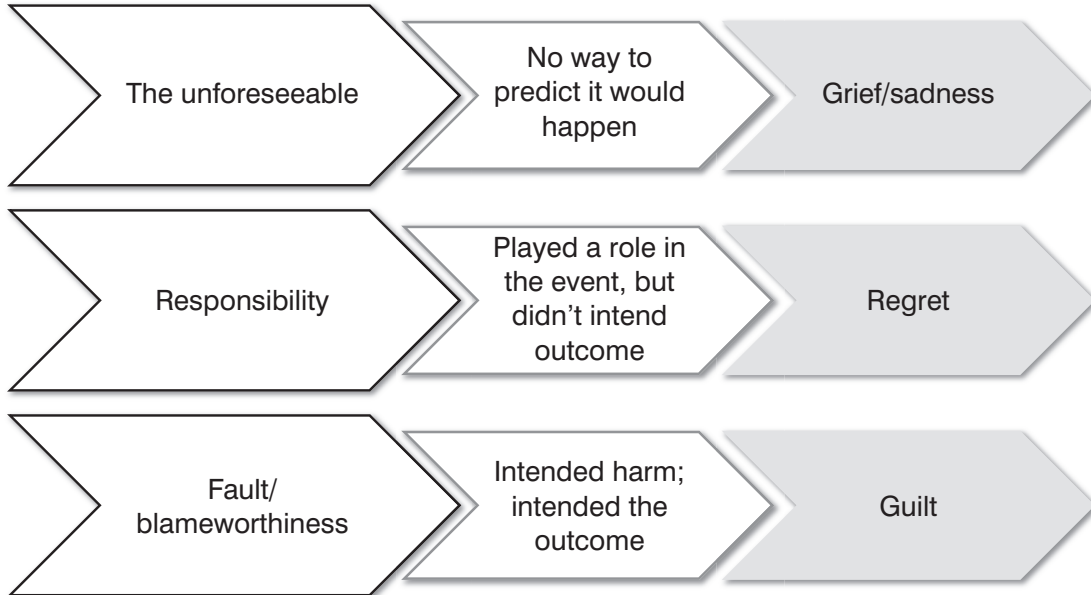 The unforeseeable
No way to
predict it would
happen
Grief/sadness
Responsibility
Played a role in
the event, but
didn’t intend
outcome
Regret
Fault/
blameworthiness
Intended harm;
intended the
outcome
Guilt